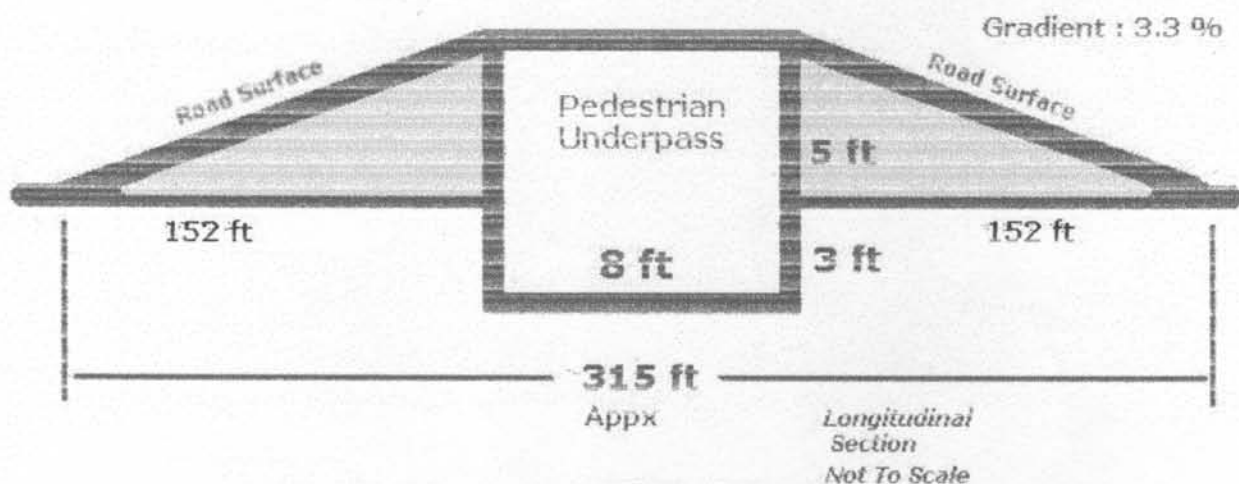 Gradient : 3.3 %
Road Surface
Road Surface
Pedestrian
Underpass
5 ft
152 ft
152 ft
8 ft
3 ft
315 ft
Appx
Longitudinal
Section
Not To Scale